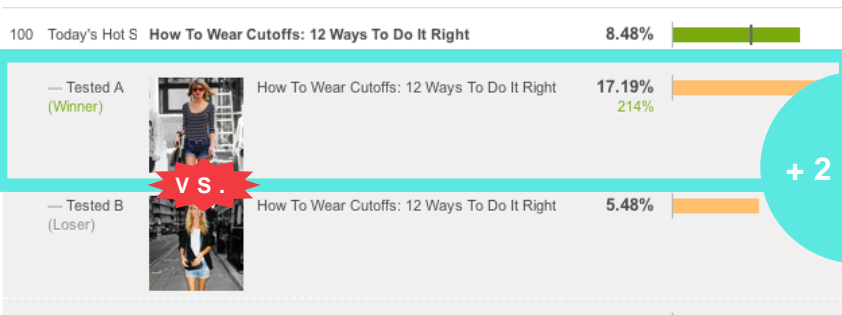 100 Today's Hot S How To Wear Cutoffs: 12 Ways To Do It Right 8.48%
— Tested A How To Wear Cutoffs: 12 Ways To Do It Right 17.19%
(Winner) 214%
+ 2
VS.
— Tested B How To Wear Cutoffs: 12 Ways To Do It Right 5.48%
(Loser)